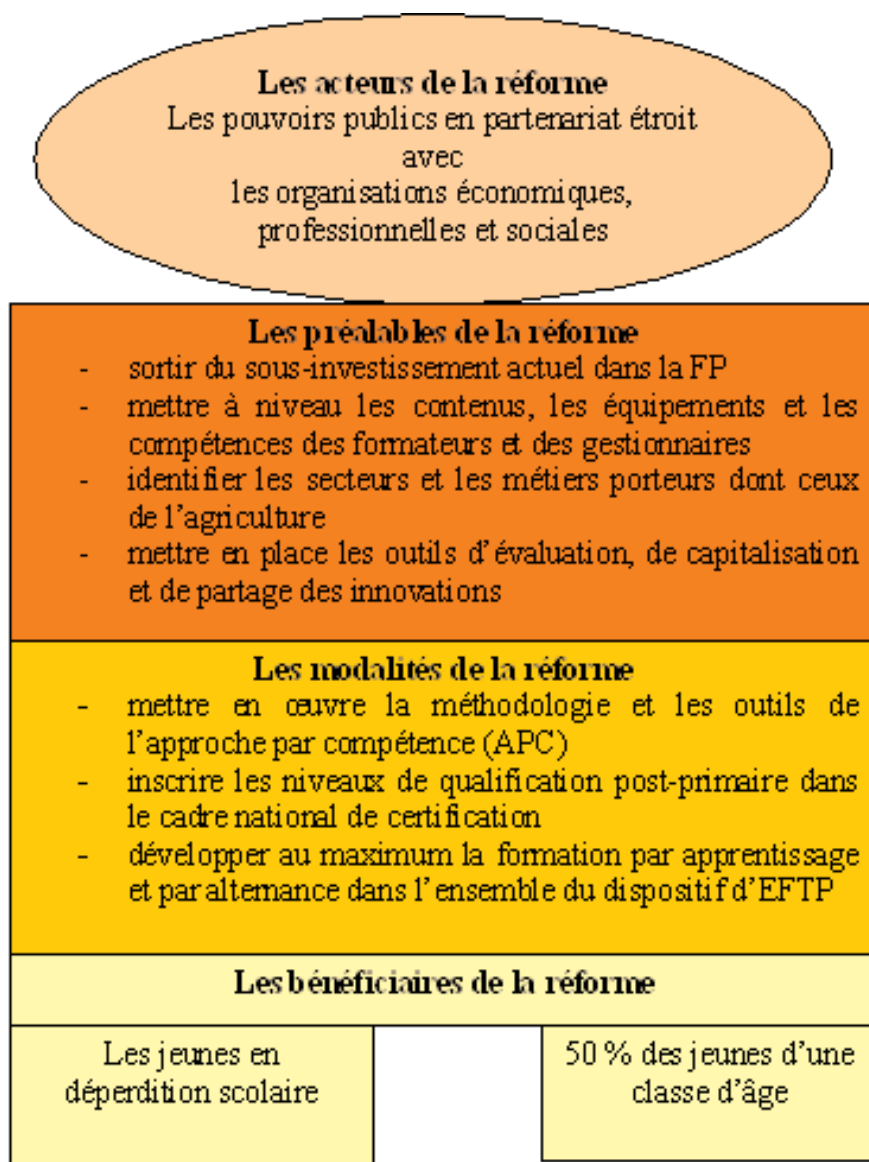 Les acteurs de la réforme
Les pouvoirs publics en partenariat étroit
avec
les organisations économiques,
professionnelles et sociales
Les préalables de la réforme
- sortir du sous-investissement actuel dans la FP
- mettre à niveau les contenus, les équipements et les
compétences des formateurs et des gestionnaires
- identifier les secteurs et les métiers porteurs dont ceux
de l'agriculture
- mettre en place les outils d'évaluation, de capitalisation
et de partage des innovations
Les modalités de la réforme
- mettre en œuvre la méthodologie et les outils de
l'approche par compétence (APC)
- inscrire les niveaux de qualification post-primaire dans
le cadre national de certification
- développer au maximum la formation par apprentissage
et par alternance dans l'ensemble du dispositif d'EFTP
Les bénéficiaires de la réforme
Les jeunes en
déperdition scolaire
50 % des jeunes d'une
classe d'âge